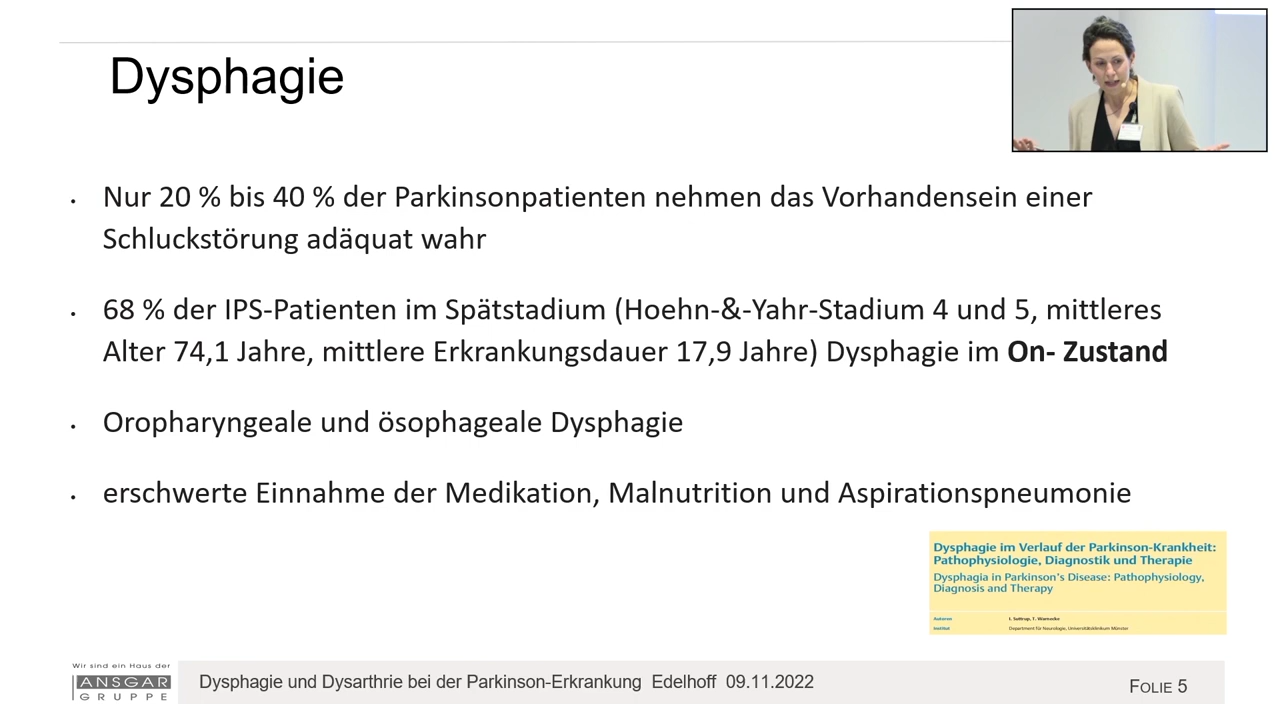 Dysphagie
• Nur 20 % bis 40 % der Parkinsonpatienten nehmen das Vorhandensein einer
Schluckstörung adäquat wahr
• 68 % der IPS-Patienten im Spätstadium (Hoehn-&-Yahr-Stadium 4 und 5, mittleres
Alter 74,1 Jahre, mittlere Erkrankungsdauer 17,9 Jahre) Dysphagie im On- Zustand
• Oropharyngeale und ösophageale Dysphagie
• erschwerte Einnahme der Medikation, Malnutrition und Aspirationspneumonie
Dysphagie im Verlauf der Parkinson-Krankheit:
Pathophysiologie, Diagnostik und Therapie
Dysphagia in Parkinson's Disease: Pathophysiology,
Diagnosis and Therapy
Autoren I. Suttrup, T. Warnecke
Institut Department für Neurologie, Universitätsklinikum Münster
Wir sind ein Haus der
ANSGAR
GRUPPE
Dysphagie und Dysarthrie bei der Parkinson-Erkrankung Edelhoff 09.11.2022
FOLIE 5